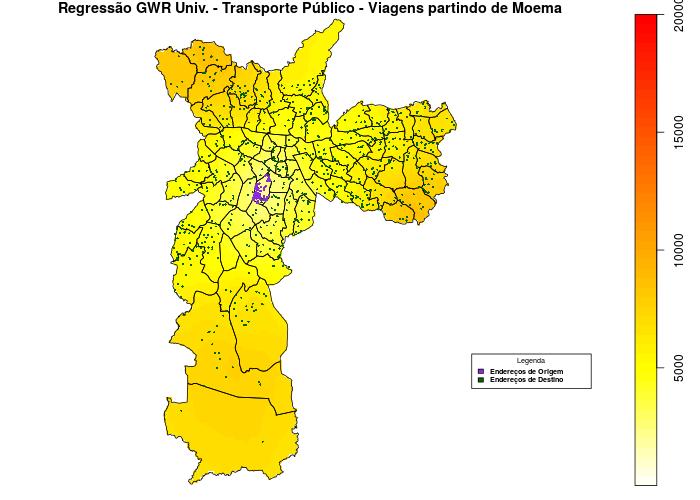 Regressão GWR Univ. - Transporte Público - Viagens partindo de Moema
20000
15000
10000
5000
Legenda
Endereços de Origem
Endereços de Destino